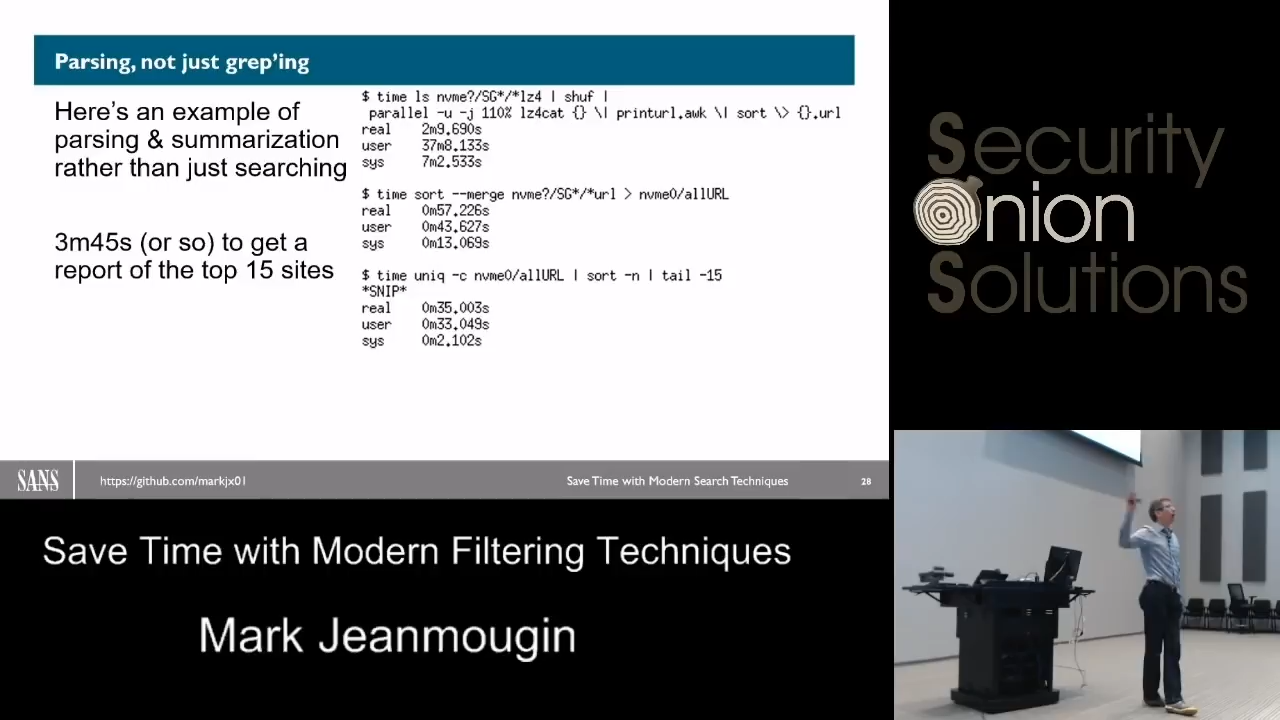 Parsing, not just grep'ing
Here's an example of
parsing & summarization
rather than just searching
3m45s (or so) to get a
report of the top 15 sites
$ time ls nvme?/SG*/*lz4 | shuf |
parallel -u -j 110% lz4cat {} \| printurl.awk \| sort \> {}.url
real 2m9.690s
user 37m8.133s
sys 7m2.533s
$ time sort --merge nvme?/SG*/*url > nvme0/allURL
real 0m57.226s
user 0m43.627s
sys 0m13.069s
$ time uniq -c nvme0/allURL | sort -n | tail -15
*SNIP*
real 0m35.003s
user 0m33.049s
sys 0m2.102s
SANS
https://github.com/markjx01
Save Time with Modern Search Techniques
28
Security
Onion
Solutions
Save Time with Modern Filtering Techniques
Mark Jeanmougin